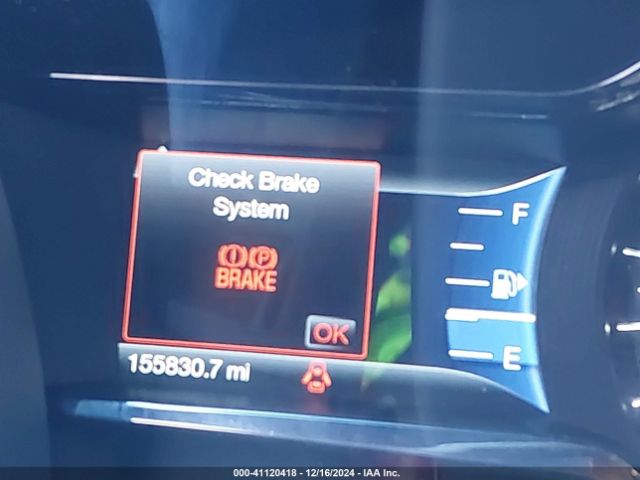 Check Brake
System
F
(!) (P)
BRAKE
OK
E
155830.7 mi
000-41120418 - 12/16/2024 - IAA Inc.